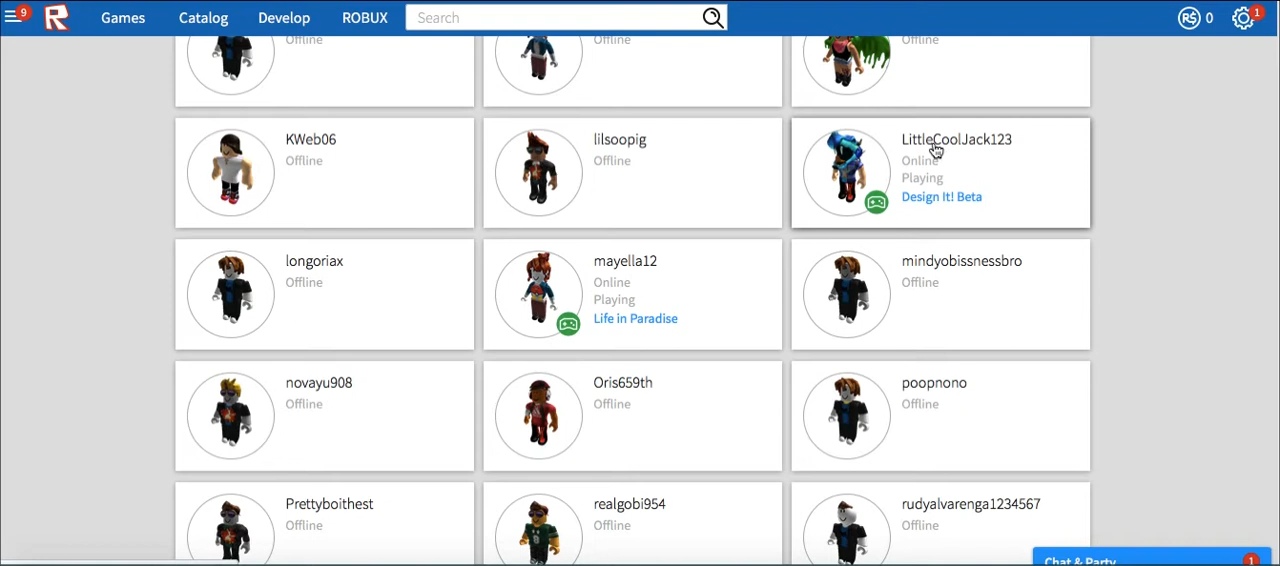 9 R Games Catalog Develop ROBUX Search R$ 0 1
Offline Offline Offline
KWeb06 lilsoopig LittleCoolJack123
Offline Offline Online
Playing
Design It! Beta
longoriax mayella12 mindyobissnessbro
Offline Online Offline
Playing
Life in Paradise
novayu908 Oris659th poopnono
Offline Offline Offline
Prettyboithest realgobi954 rudyalvarenga1234567
Offline Offline Offline
Chat & Party 1